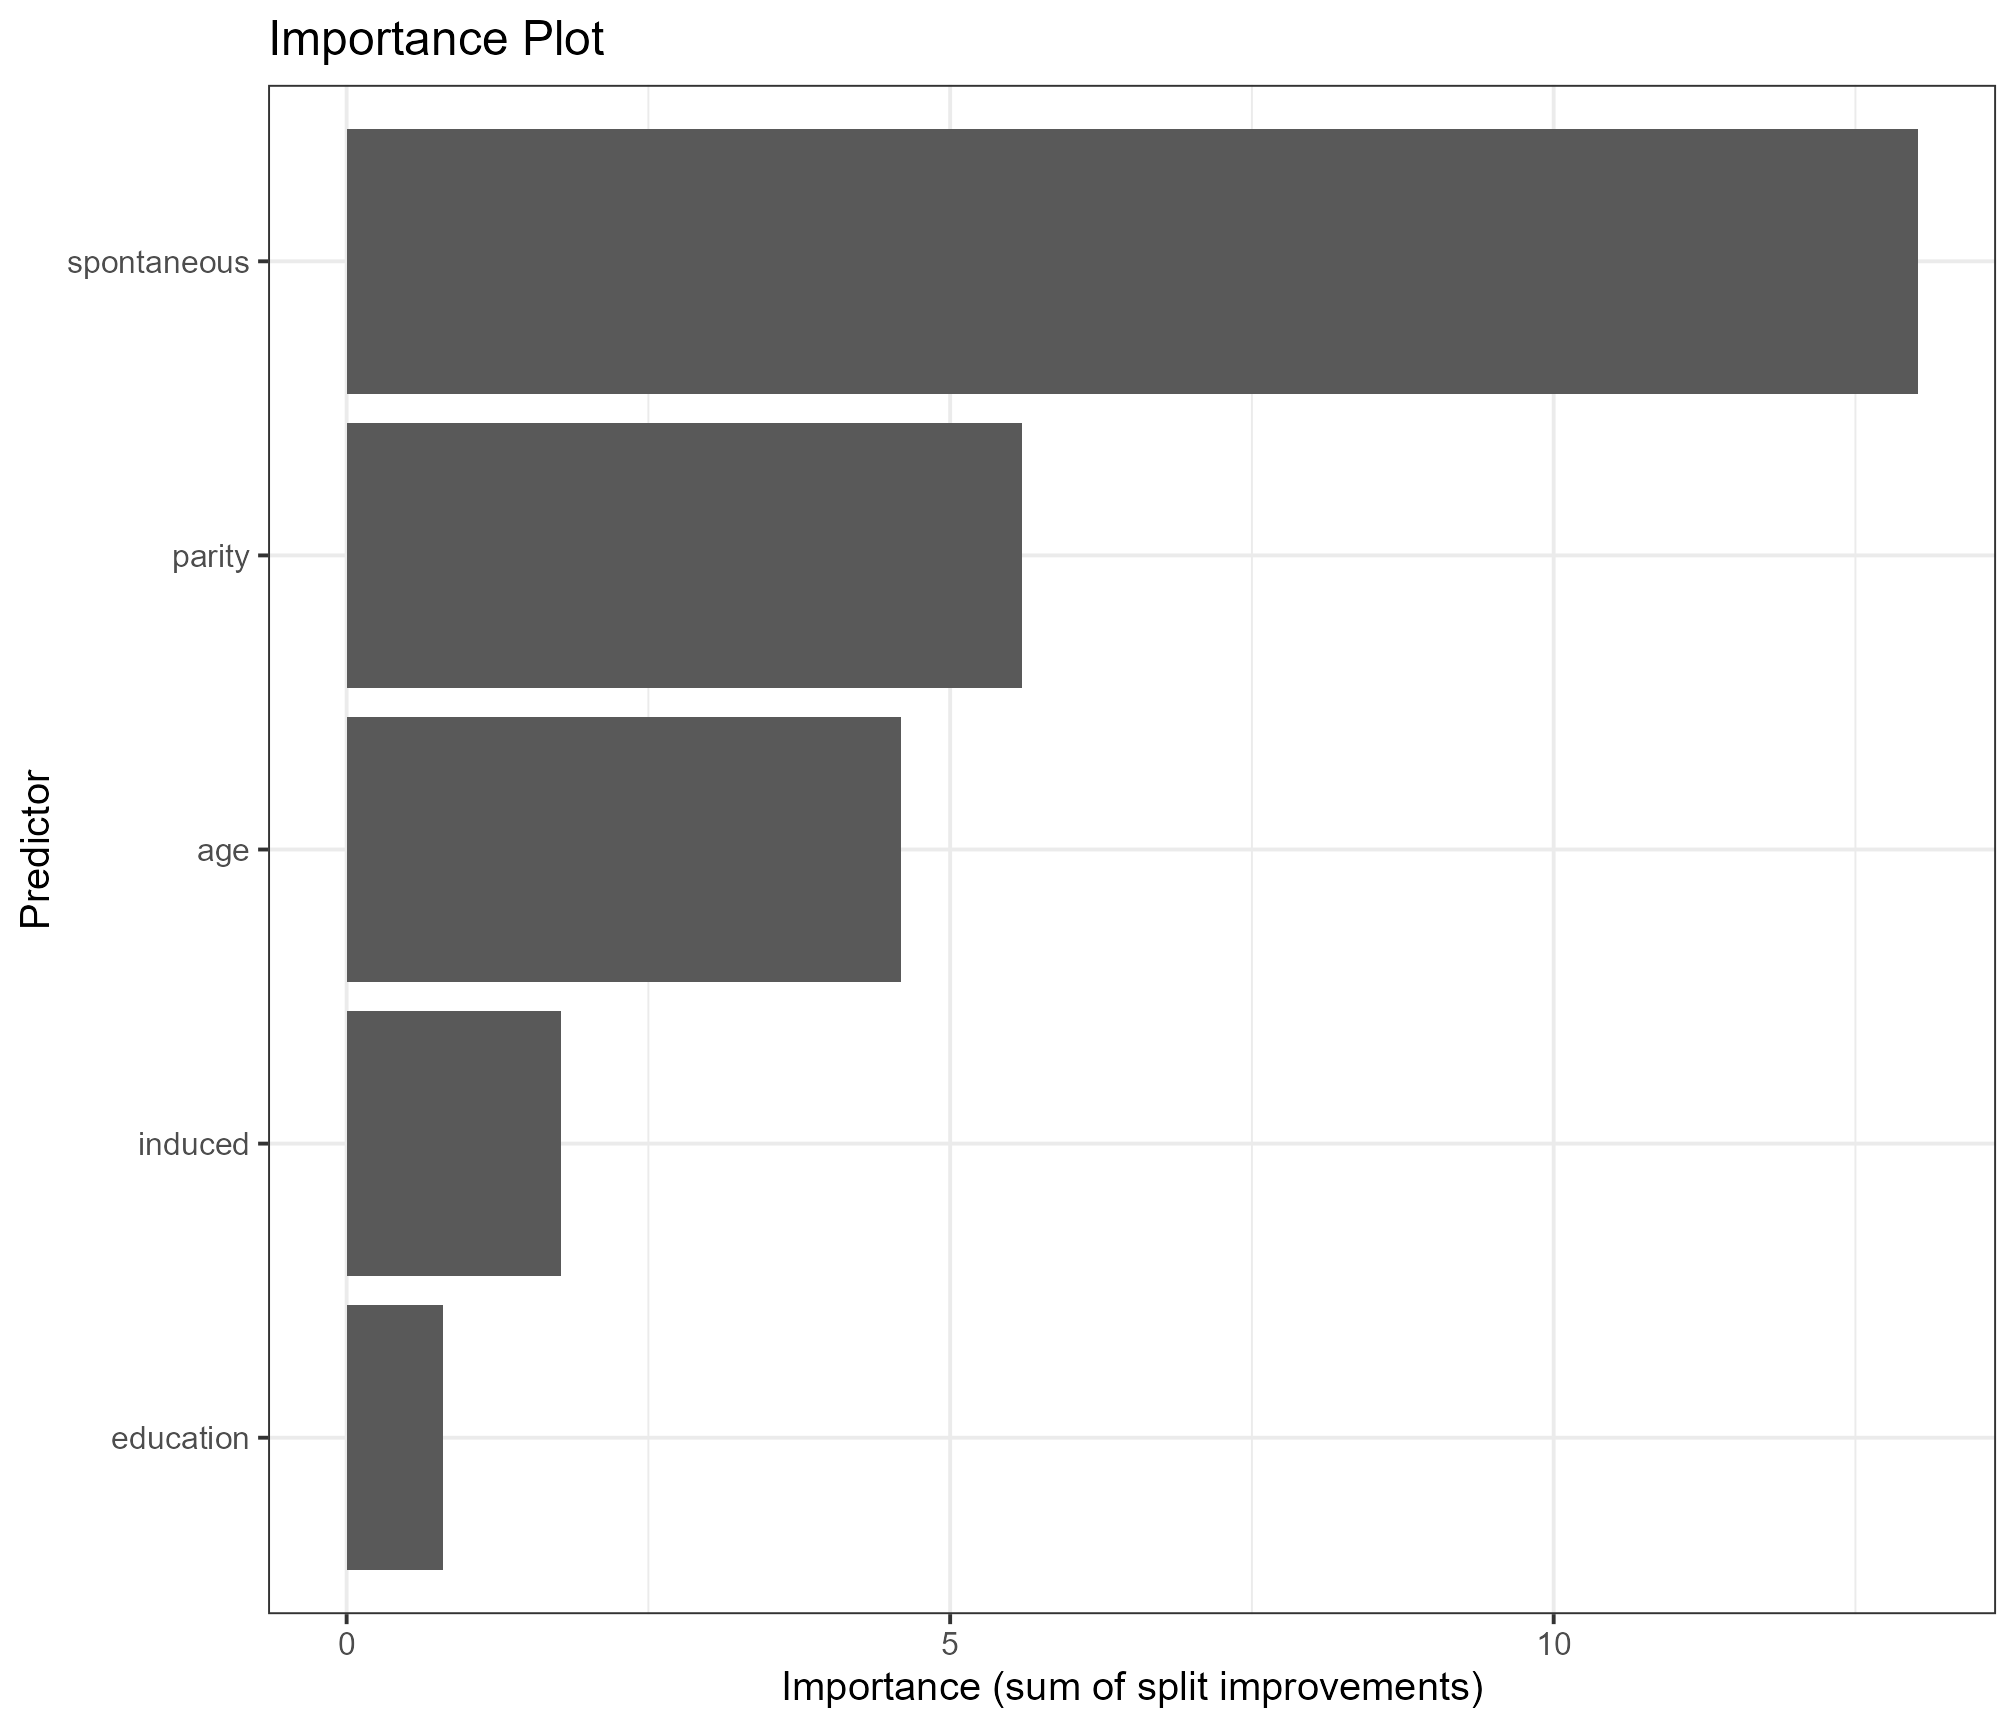 Importance Plot
spontaneous
parity
age
induced
education
Predictor
0 5 10
Importance (sum of split improvements)